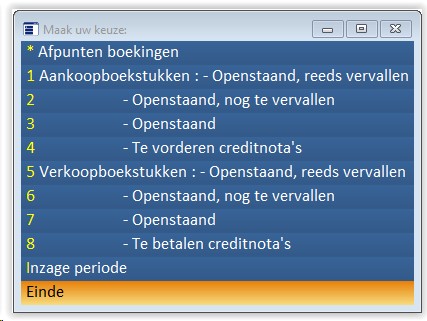 Maak uw keuze:
* Afpunten boekingen
1 Aankoopboekstukken : - Openstaand, reeds vervallen
2 - Openstaand, nog te vervallen
3 - Openstaand
4 - Te vorderen creditnota's
5 Verkoopboekstukken : - Openstaand, reeds vervallen
6 - Openstaand, nog te vervallen
7 - Openstaand
8 - Te betalen creditnota's
Inzage periode
Einde